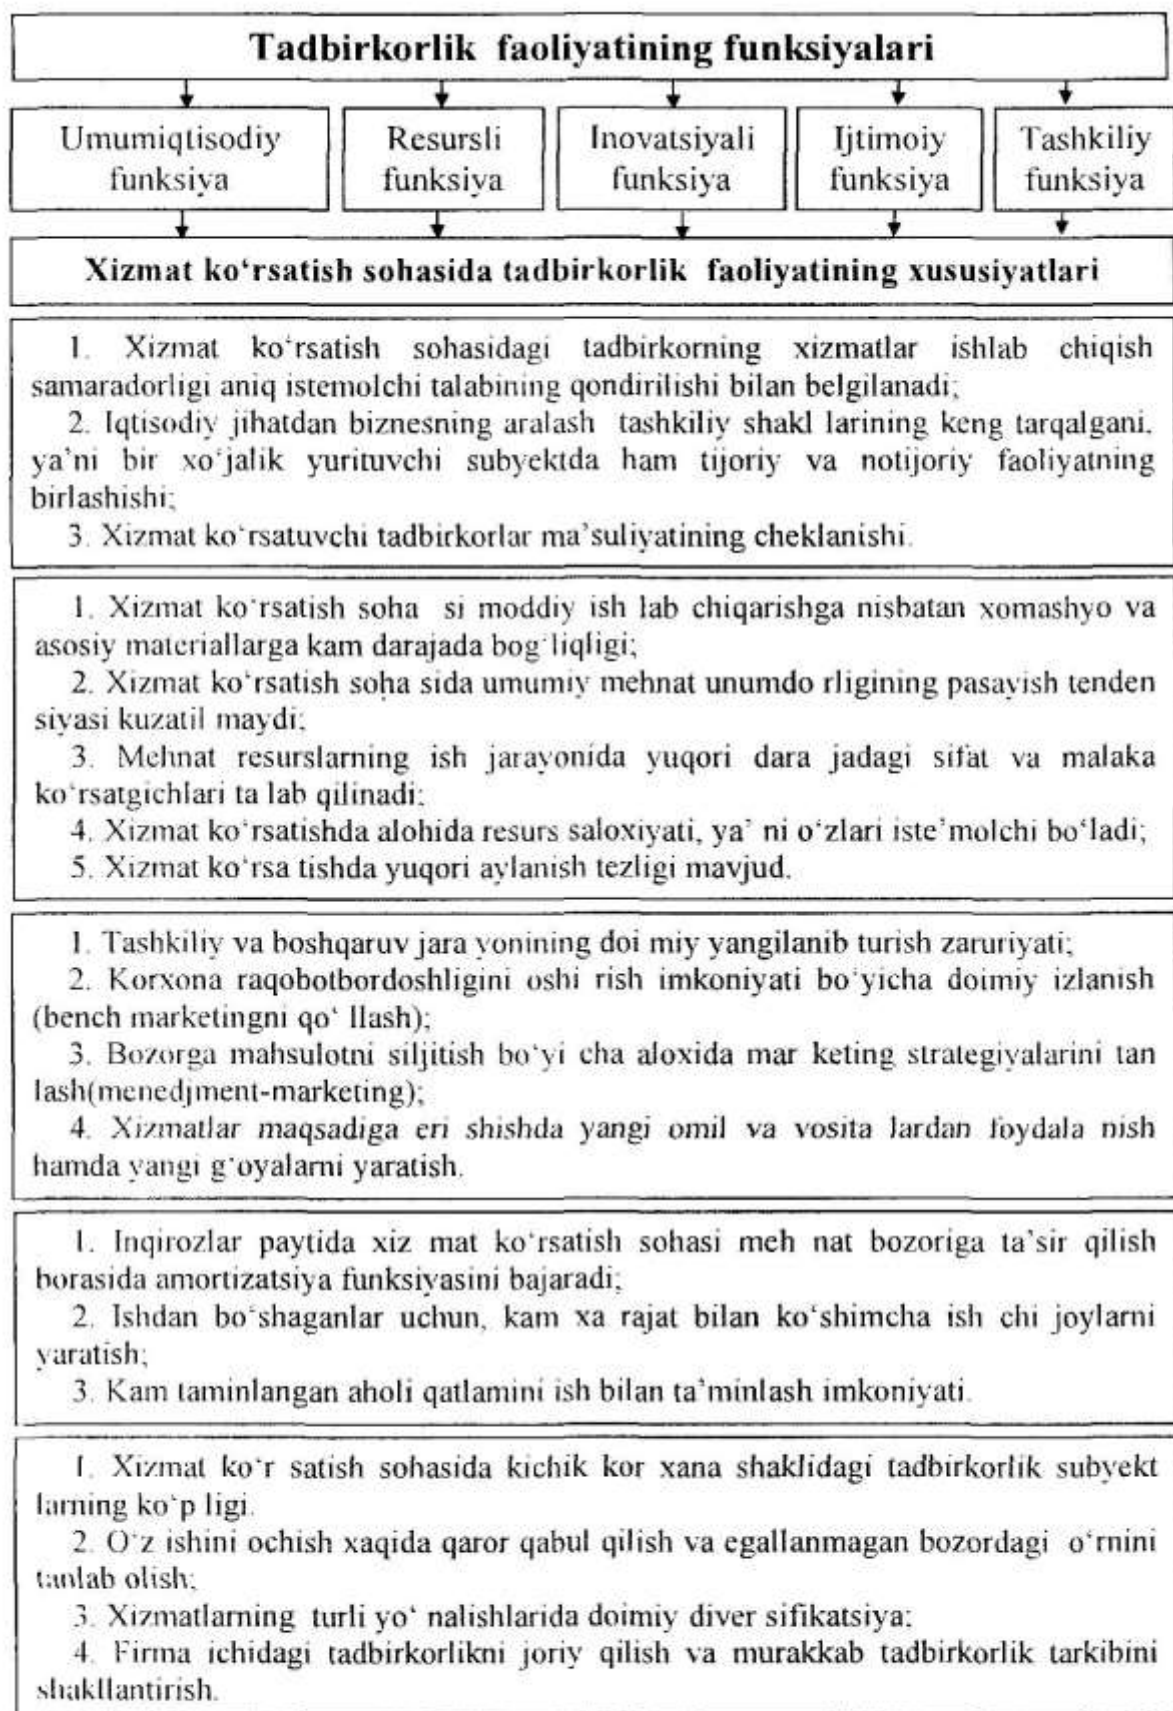 Tadbirkorlik faoliyatining funksiyalari
Umumiqtisodiy
funksiya
Resursli
funksiya
Inovatsiyali
funksiya
Ijtimoiy
funksiya
Tashkiliy
funksiya
Xizmat ko‘rsatish sohasida tadbirkorlik faoliyatining xususiyatlari
1. Xizmat ko‘rsatish sohasidagi tadbirkorning xizmatlar ishlab chiqish
samaradorligi aniq istemolchi talabining qondirilishi bilan belgilanadi;
2. Iqtisodiy jihatdan biznesning aralash tashkiliy shakl larining keng tarqalgani,
ya’ni bir xo‘jalik yurituvchi subyektda ham tijoriy va notijoriy faoliyatning
birlashishi;
3. Xizmat ko‘rsatuvchi tadbirkorlar ma’suliyatining cheklanishi.
1. Xizmat ko‘rsatish soha si moddiy ish lab chiqarishga nisbatan xomashyo va
asosiy materiallarga kam darajada bog‘liqligi;
2. Xizmat ko‘rsatish soha sida umumiy mehnat unumdo rligining pasayish tenden
siyasi kuzatil maydi;
3. Mehnat resurslarning ish jarayonida yuqori dara jadagi sifat va malaka
ko‘rsatgichlari ta lab qilinadi;
4. Xizmat ko‘rsatishda alohida resurs saloxiyati, ya’ ni o‘zlari iste’molchi bo‘ladi;
5. Xizmat ko‘rsa tishda yuqori aylanish tezligi mavjud.
1. Tashkiliy va boshqaruv jara yonining doi miy yangilanib turish zaruriyati;
2. Korxona raqobotbordoshligini oshi rish imkoniyati bo‘yicha doimiy izlanish
(bench marketingni qo‘ llash);
3. Bozorga mahsulotni siljitish bo‘yi cha aloxida mar keting strategiyalarini tan
lash(menedjment-marketing);
4. Xizmatlar maqsadiga eri shishda yangi omil va vosita lardan foydala nish
hamda yangi g‘oyalarni yaratish.
1. Inqirozlar paytida xiz mat ko‘rsatish sohasi meh nat bozoriga ta’sir qilish
borasida amortizatsiya funksiyasini bajaradi;
2. Ishdan bo‘shaganlar uchun, kam xa rajat bilan ko‘shimcha ish chi joylarni
yaratish;
3. Kam taminlangan aholi qatlamini ish bilan ta’minlash imkoniyati.
1. Xizmat ko‘r satish sohasida kichik kor xana shaklidagi tadbirkorlik subyekt
larning ko‘p ligi.
2. O‘z ishini ochish xaqida qaror qabul qilish va egallanmagan bozordagi o‘rnini
tanlab olish;
3. Xizmatlarning turli yo‘ nalishlarida doimiy diver sifikatsiya;
4. Firma ichidagi tadbirkorlikni joriy qilish va murakkab tadbirkorlik tarkibini
shakllantirish.